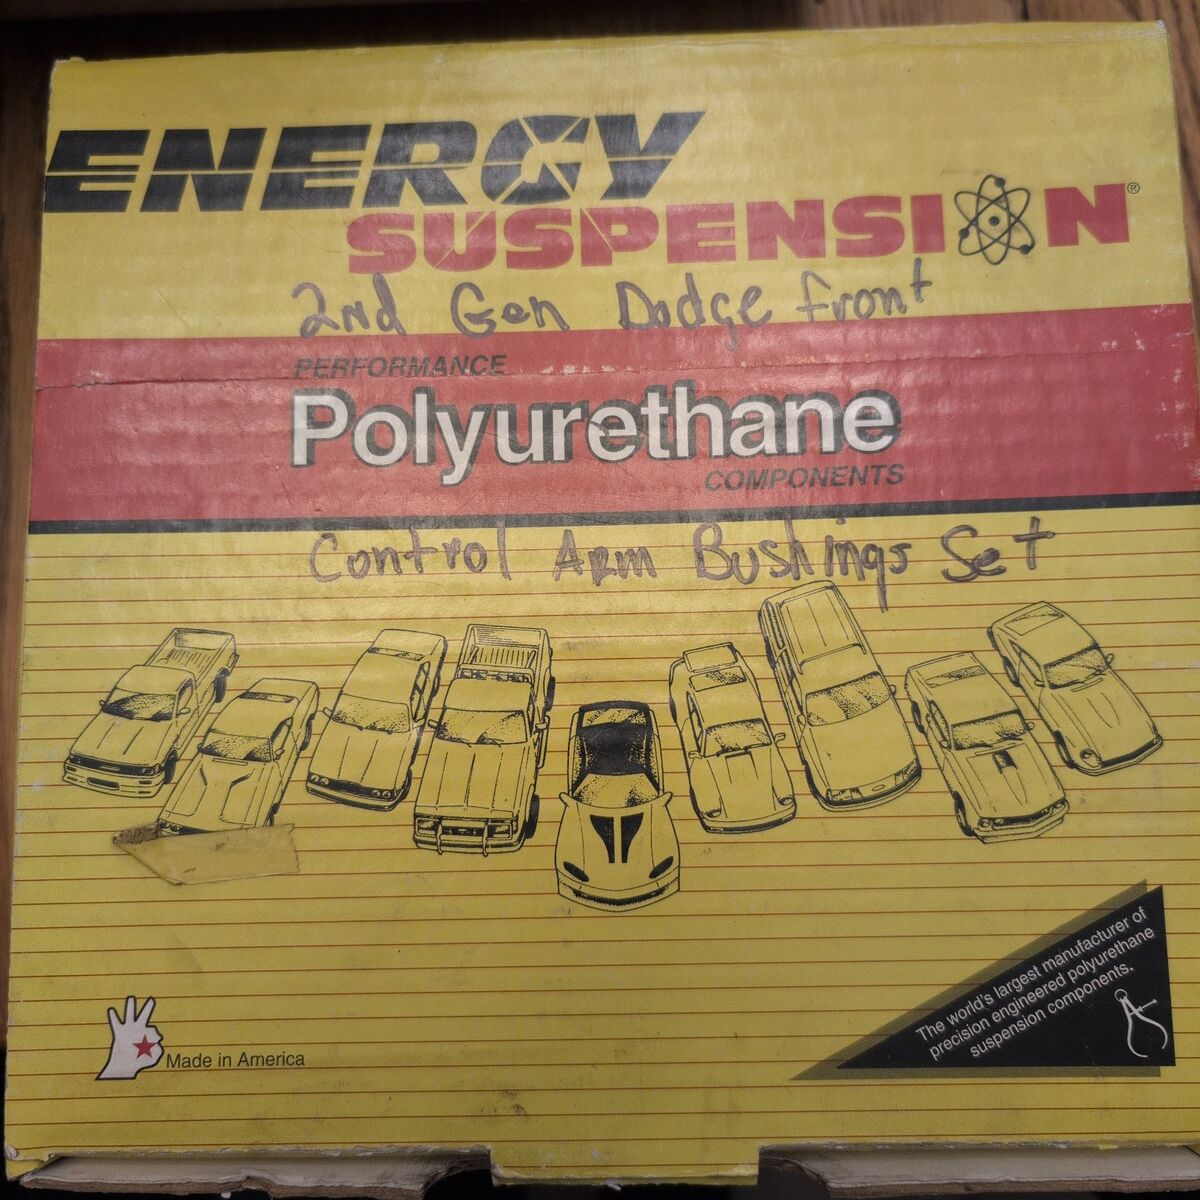 ENERGY
SUSPENSION®
2nd Gen Dodge front
PERFORMANCE
Polyurethane
COMPONENTS
Control Arm Bushings Set
Made in America
The world's largest manufacturer of
precision engineered polyurethane
suspension components.